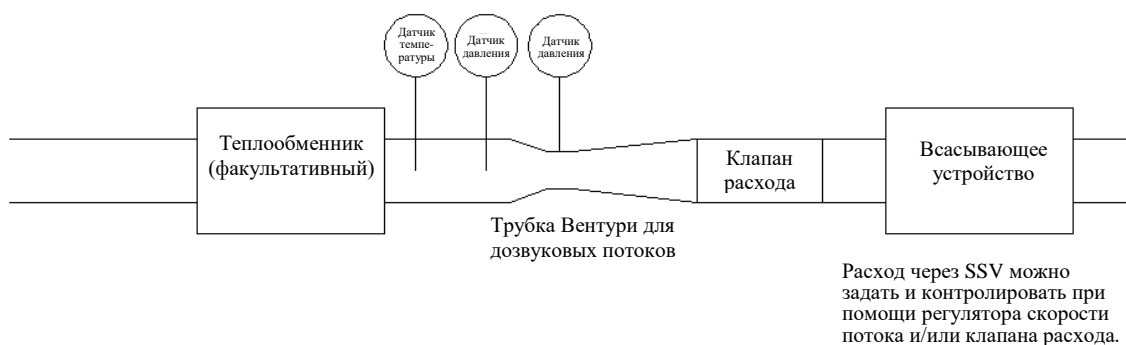 Датчик
темпе-
ратуры
Датчик
давления
Датчик
давления
Теплообменник
(факультативный)
Клапан
расхода
Всасывающее
устройство
Трубка Вентури для
дозвуковых потоков
Расход через SSV можно
задать и контролировать при
помощи регулятора скорости
потока и/или клапана расхода.